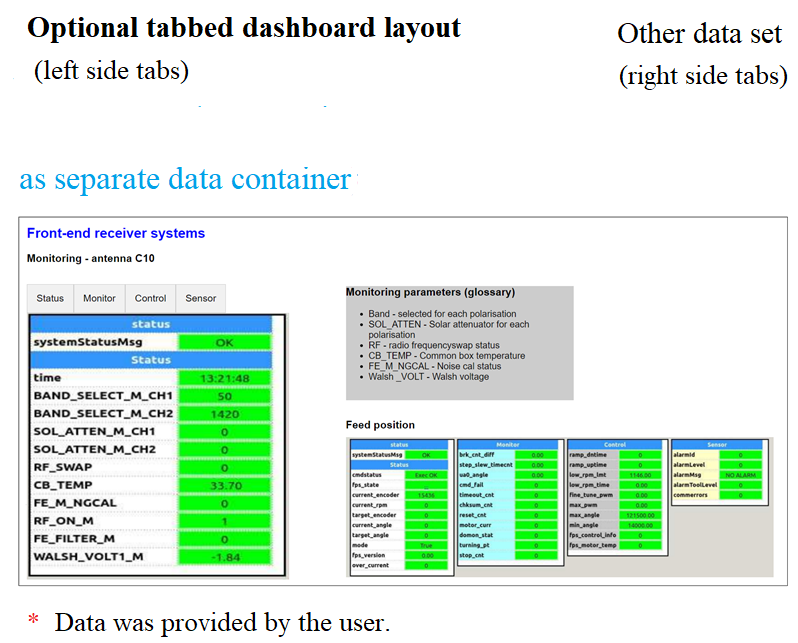 Optional tabbed dashboard layout
(left side tabs)
Other data set
(right side tabs)
as separate data container
Front-end receiver systems
Monitoring - antenna C10
Status Monitor Control Sensor
status
systemStatusMsg OK
Status
time 13:21:48
BAND_SELECT_M_CH1 50
BAND_SELECT_M_CH2 1420
SOL_ATTEN_M_CH1 0
SOL_ATTEN_M_CH2 0
RF_SWAP 0
CB_TEMP 33.70
FE_M_NGCAL 0
RF_ON_M 1
FE_FILTER_M 0
WALSH_VOLT1_M -1.84
Monitoring parameters (glossary)
• Band - selected for each polarisation
• SOL_ATTEN - Solar attenuator for each
polarisation
• RF - radio frequencyswap status
• CB_TEMP - Common box temperature
• FE_M_NGCAL - Noise cal status
• Walsh _VOLT - Walsh voltage
Feed position
status
systemStatusMsg OK
Status
cmdstatus Exec OK
fps_state
current_encoder 15436
current_rpm 0
target_encoder 0
current_angle 0
target_angle 0
mode True
fps_version 0.00
over_current 0
Monitor
brk_cnt_diff 0.00
step_slew_timecnt 0.00
ua0_angle 0.00
cmd_fail 0
timeout_cnt 0
chksum_cnt 0
reset_cnt 0
motor_curr 0
domon_stat 0
turning_pt 0
stop_cnt 0
Control
ramp_dntime 0
ramp_uptime 0
low_rpm_lmt 1146.00
low_rpm_time 0.00
fine_tune_pwm 0.00
max_pwm 0.00
max_angle 121500.00
min_angle 14000.00
fps_control_info 0
fps_motor_temp 0
Sensor
alarmId 0
alarmLevel 0
alarmMsg NO ALARM
alarmToolLevel 0
commerrors 0
* Data was provided by the user.